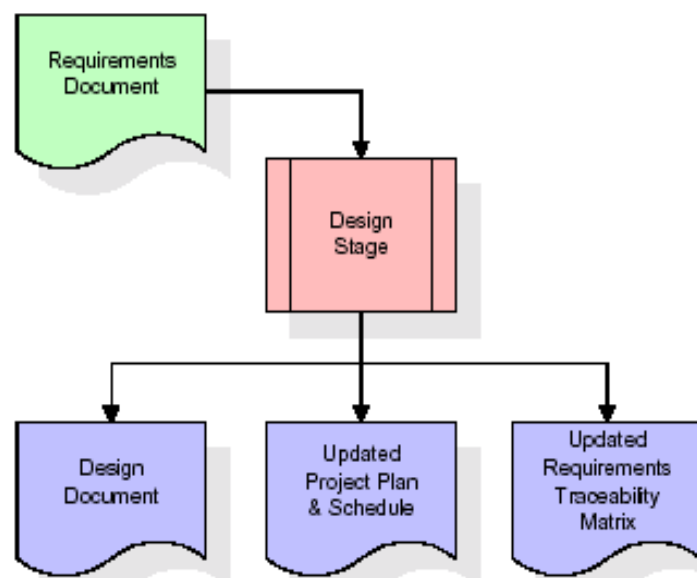 Requirements
Document
Design
Stage
Design
Document
Updated
Project Plan
& Schedule
Updated
Requirements
Traceability
Matrix